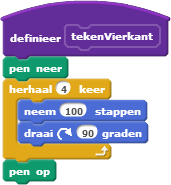 definieer tekenVierkant
pen neer
herhaal 4 keer
neem 100 stappen
draai 90 graden
pen op